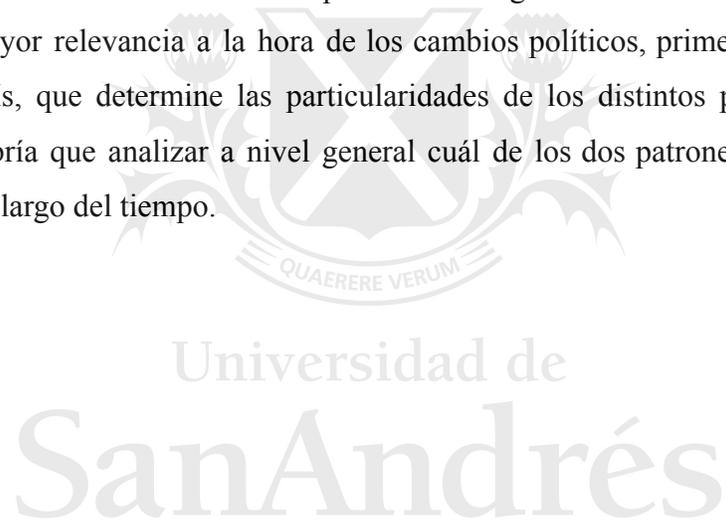 yor relevancia a la hora de los cambios políticos, prime
s, que determine las particularidades de los distintos p
oría que analizar a nivel general cuál de los dos patrone
largo del tiempo.
QUAERERE VERUM
Universidad de
SanAndrés